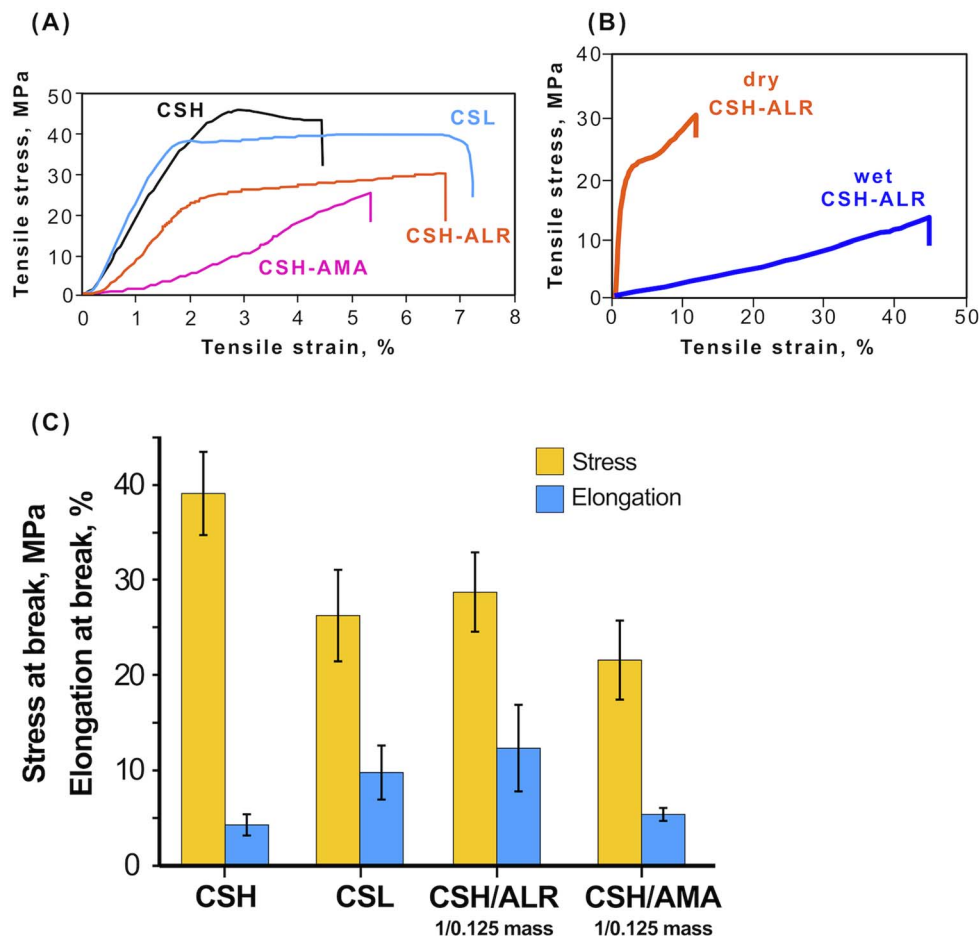 (A)
Tensile stress, MPa
50
40
30
20
10
0
CSH
CSL
CSH-ALR
CSH-AMA
0 1 2 3 4 5 6 7 8
Tensile strain, %
(B)
Tensile stress, MPa
40
30
20
10
0
dry
CSH-ALR
wet
CSH-ALR
0 10 20 30 40 50
Tensile strain, %
(C)
Stress at break, MPa
Elongation at break, %
40
30
20
10
0
Stress
Elongation
CSH CSL CSH/ALR CSH/AMA
1/0.125 mass 1/0.125 mass